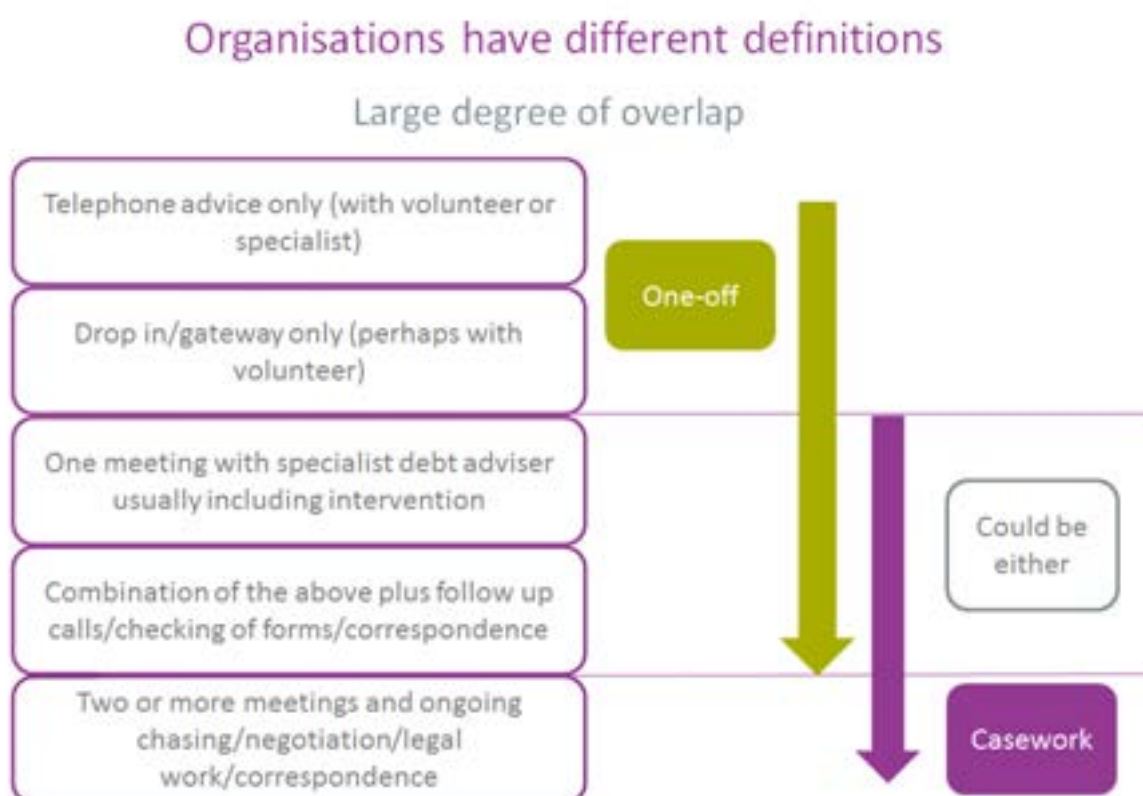 Organisations have different definitions
Large degree of overlap
Telephone advice only (with volunteer or
specialist)
One-off
Drop in/gateway only (perhaps with
volunteer)
One meeting with specialist debt adviser
usually including intervention
Could be
either
Combination of the above plus follow up
calls/checking of forms/correspondence
Two or more meetings and ongoing
chasing/negotiation/legal
work/correspondence
Casework